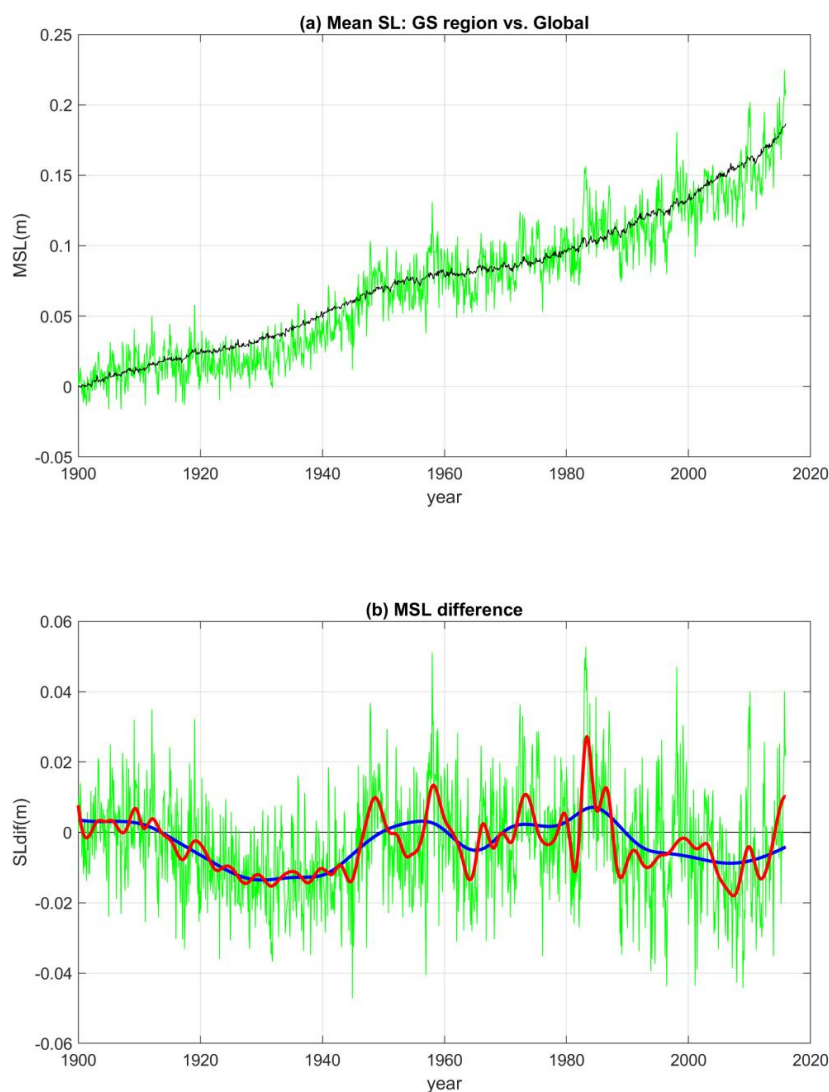 (a) Mean SL: GS region vs. Global
0.25
0.2
0.15
0.1
0.05
0
-0.05
MSL(m)
1900 1920 1940 1960 1980 2000 2020
year
(b) MSL difference
0.06
0.04
0.02
0
-0.02
-0.04
-0.06
SLdif(m)
1900 1920 1940 1960 1980 2000 2020
year